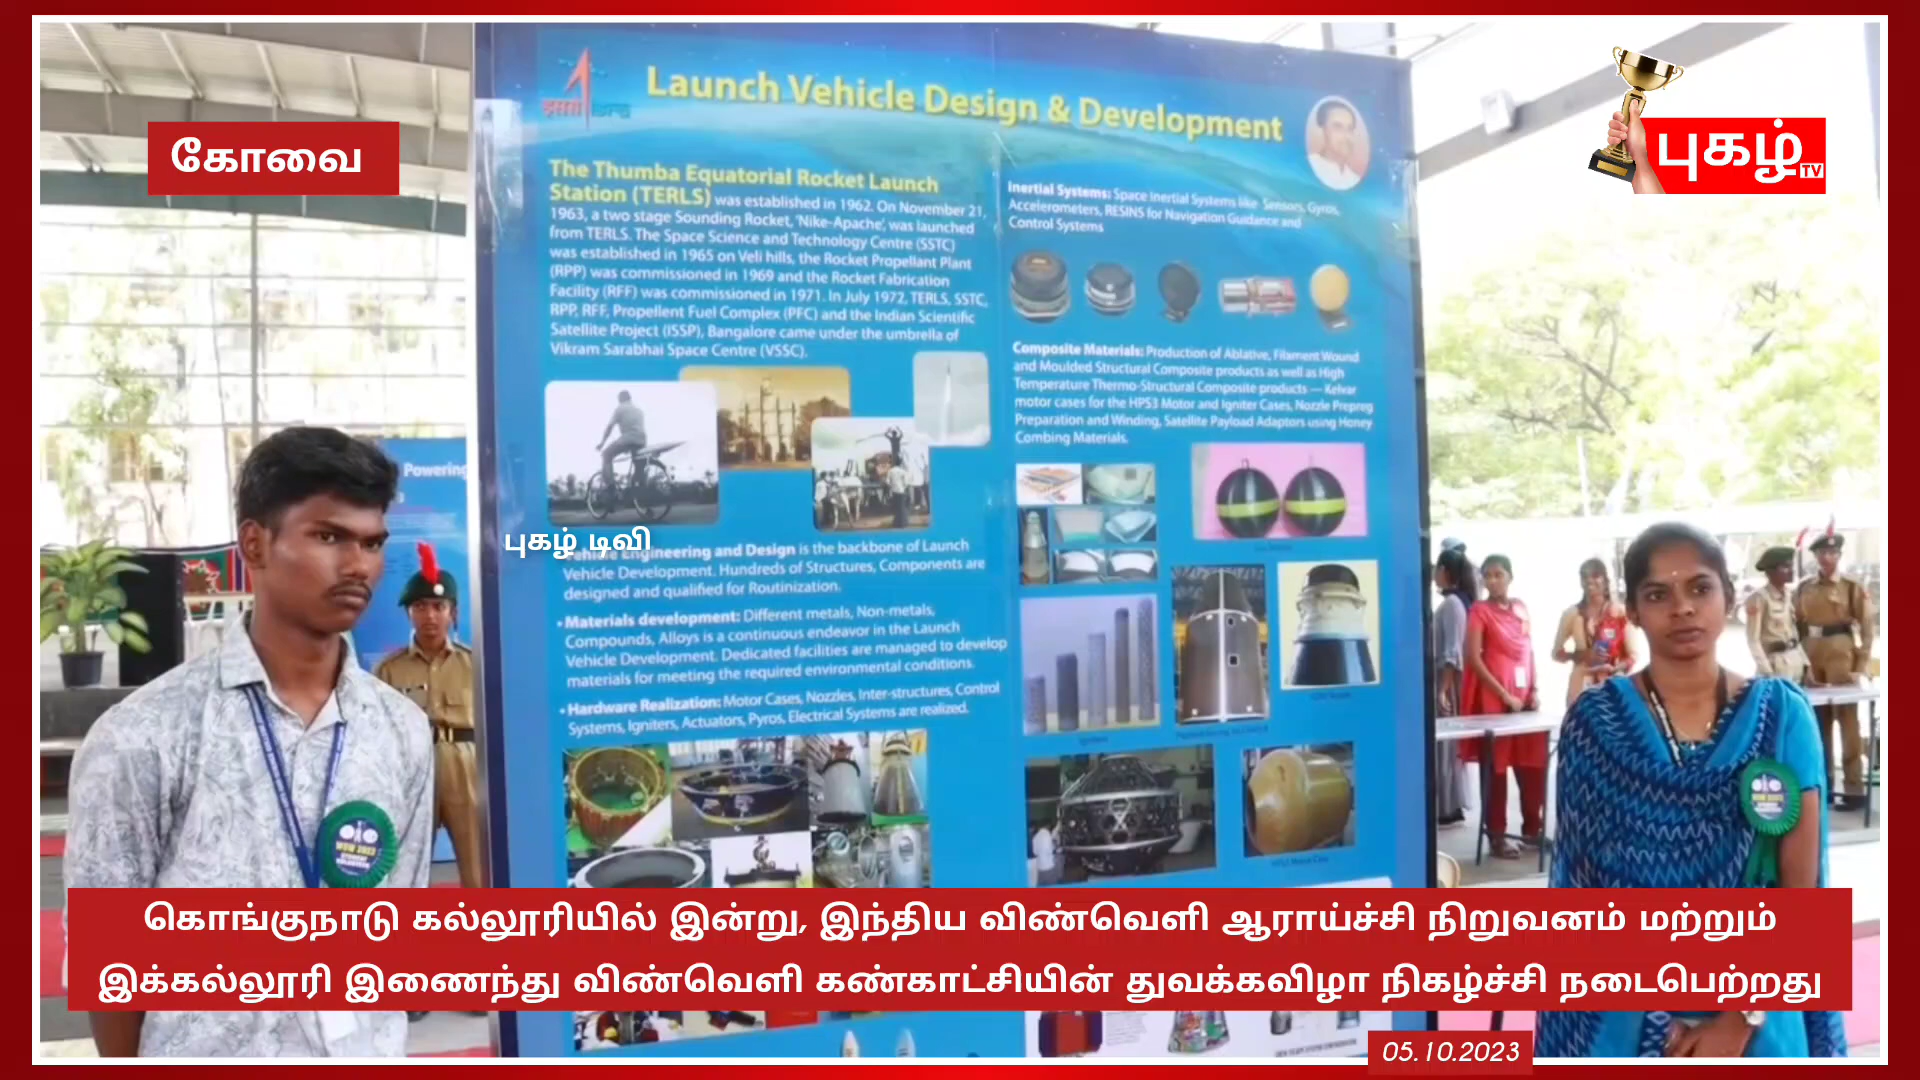 கோவை
புகழ்
TV
इसरो isro
Launch Vehicle Design & Development
The Thumba Equatorial Rocket Launch
Station (TERLS) was established in 1962. On November 21,
1963, a two stage Sounding Rocket, 'Nike-Apache', was launched
from TERLS. The Space Science and Technology Centre (SSTC)
was established in 1965 on Veli hills, the Rocket Propellant Plant
(RPP) was commissioned in 1969 and the Rocket Fabrication
Facility (RFF) was commissioned in 1971. In July 1972, TERLS, SSTC,
RPP, RFF, Propellent Fuel Complex (PFC) and the Indian Scientific
Satellite Project (ISSP), Bangalore came under the umbrella of
Vikram Sarabhai Space Centre (VSSC).
புகழ் டிவி
Engineering and Design is the backbone of Launch
Vehicle Development. Hundreds of Structures, Components are
designed and qualified for Routinization.
• Materials development: Different metals, Non-metals,
Compounds, Alloys is a continuous endeavor in the Launch
Vehicle Development. Dedicated facilities are managed to develop
materials for meeting the required environmental conditions.
• Hardware Realization: Motor Cases, Nozzles, Inter-structures, Control
Systems, Igniters, Actuators, Pyros, Electrical Systems are realized.
Inertial Systems: Space Inertial Systems like Sensors, Gyros,
Accelerometers, RESINS for Navigation Guidance and
Control Systems
Composite Materials: Production of Ablative, Filament Wound
and Moulded Structural Composite products as well as High
Temperature Thermo-Structural Composite products — Kelvar
motor cases for the HPS3 Motor and Igniter Cases, Nozzle Prepreg
Preparation and Winding, Satellite Payload Adaptors using Honey
Combing Materials.
Powering
WSW 2023
கொங்குநாடு கல்லூரியில் இன்று, இந்திய விண்வெளி ஆராய்ச்சி நிறுவனம் மற்றும்
இக்கல்லூரி இணைந்து விண்வெளி கண்காட்சியின் துவக்கவிழா நிகழ்ச்சி நடைபெற்றது
05.10.2023